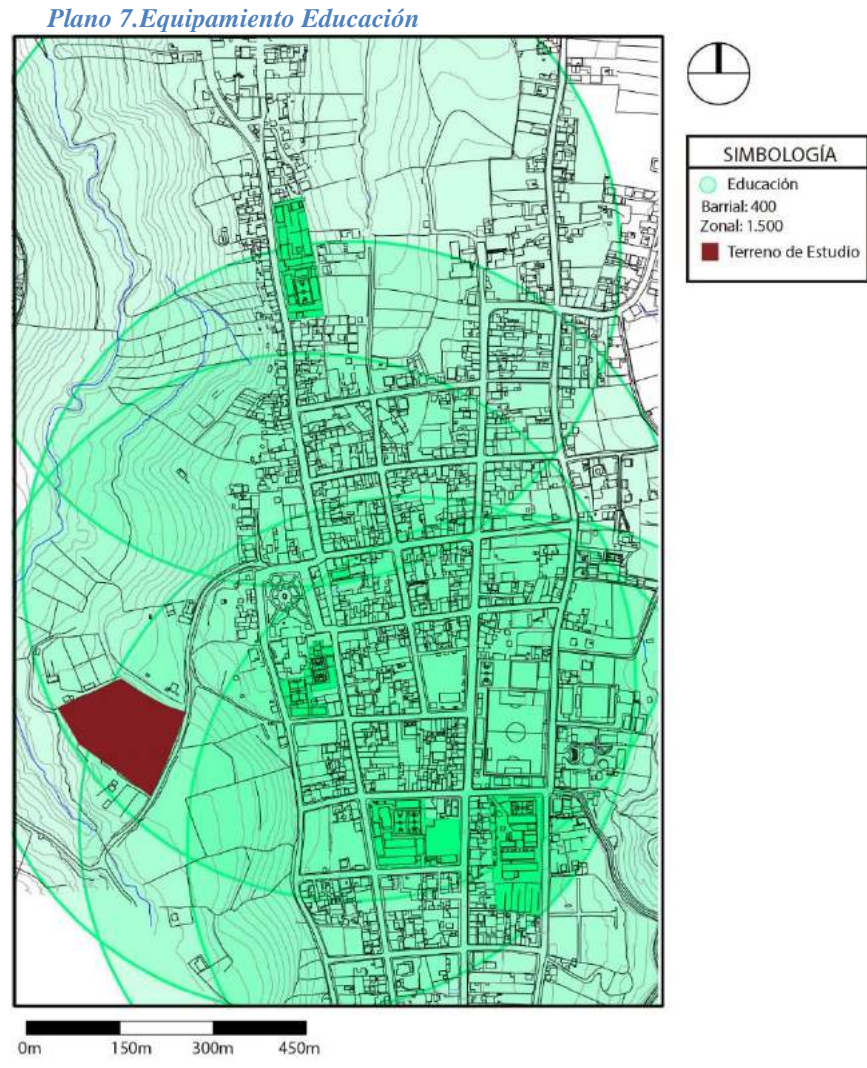 Plano 7.Equipamiento Educación
SIMBOLOGÍA
Educación
Barrial: 400
Zonal: 1.500
Terreno de Estudio
0m 150m 300m 450m